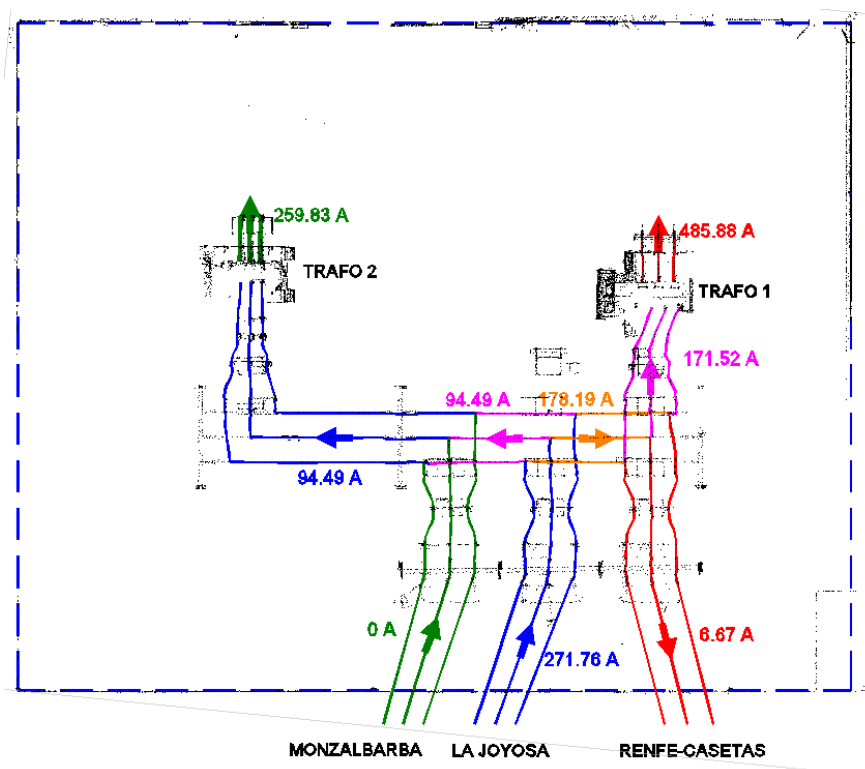 259.83 A
485.88 A
TRAFO 2
TRAFO 1
171.52 A
94.49 A
178.19 A
94.49 A
0 A
6.67 A
271.76 A
MONZALBARBA
LA JOYOSA
RENFE-CASETAS